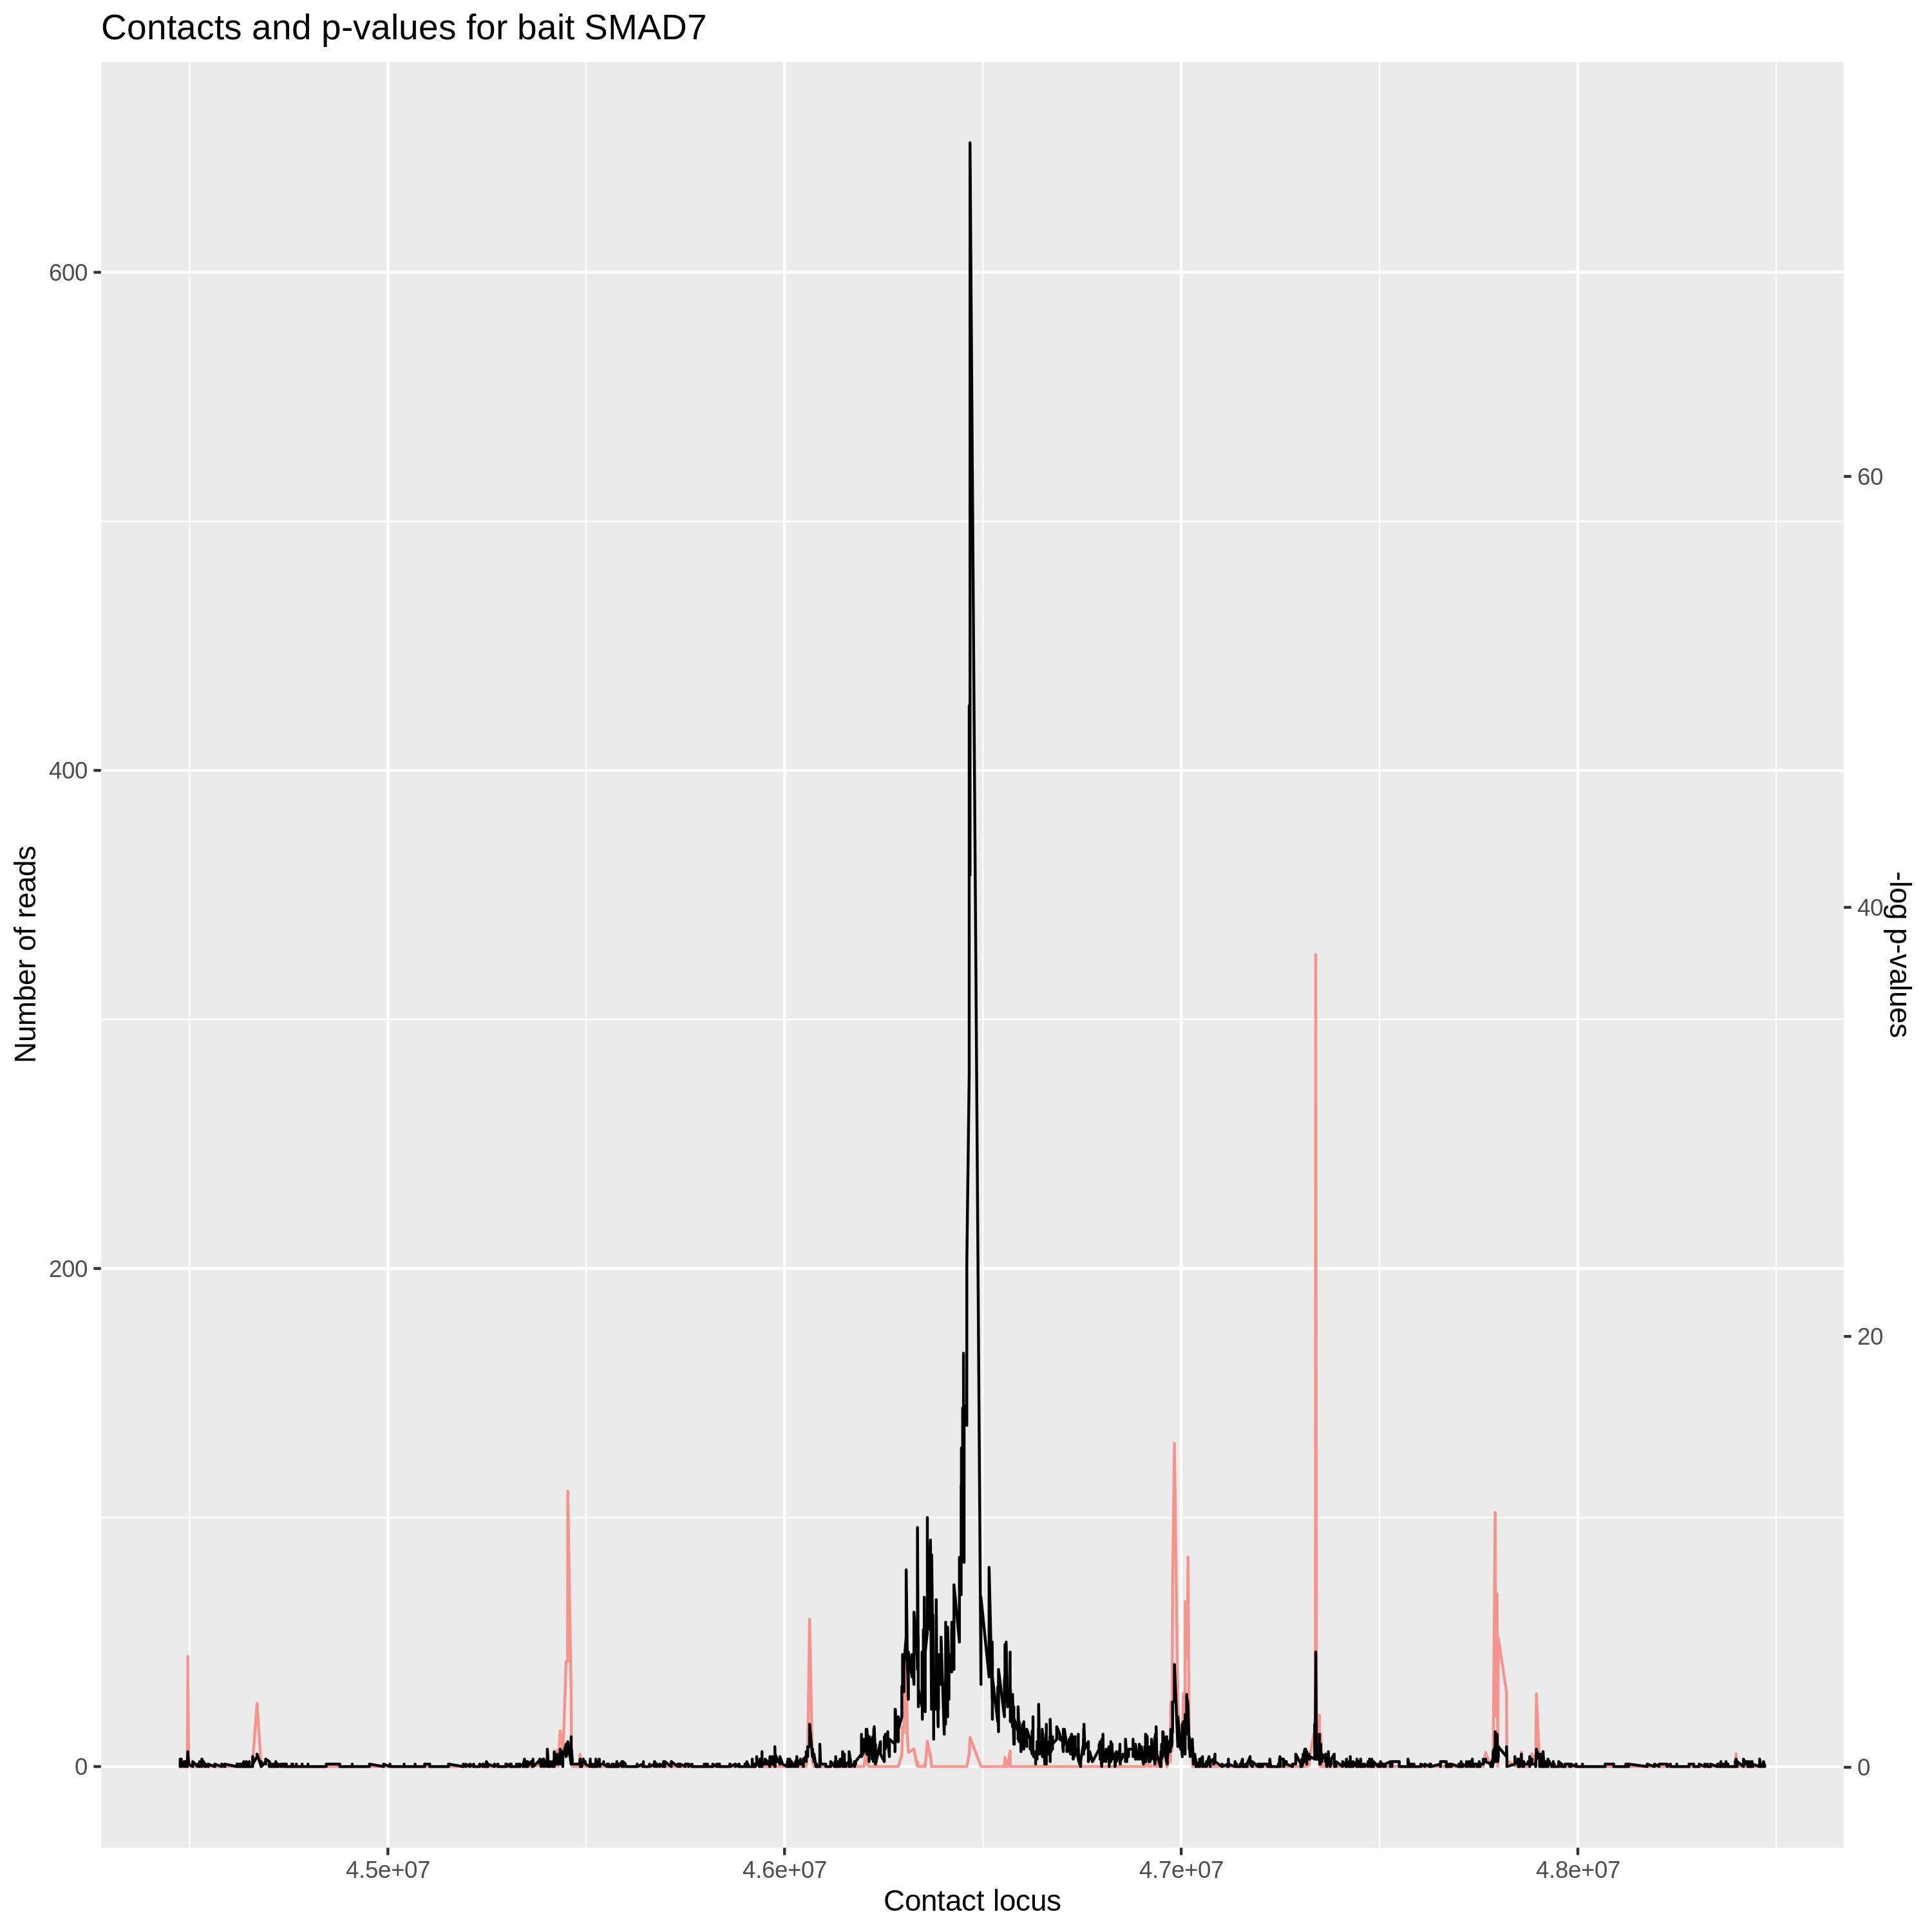 Contacts and p-values for bait SMAD7
600
400
200
0
Number of reads
60
40
20
0
-log p-values
4.5e+07
4.6e+07
4.7e+07
4.8e+07
Contact locus